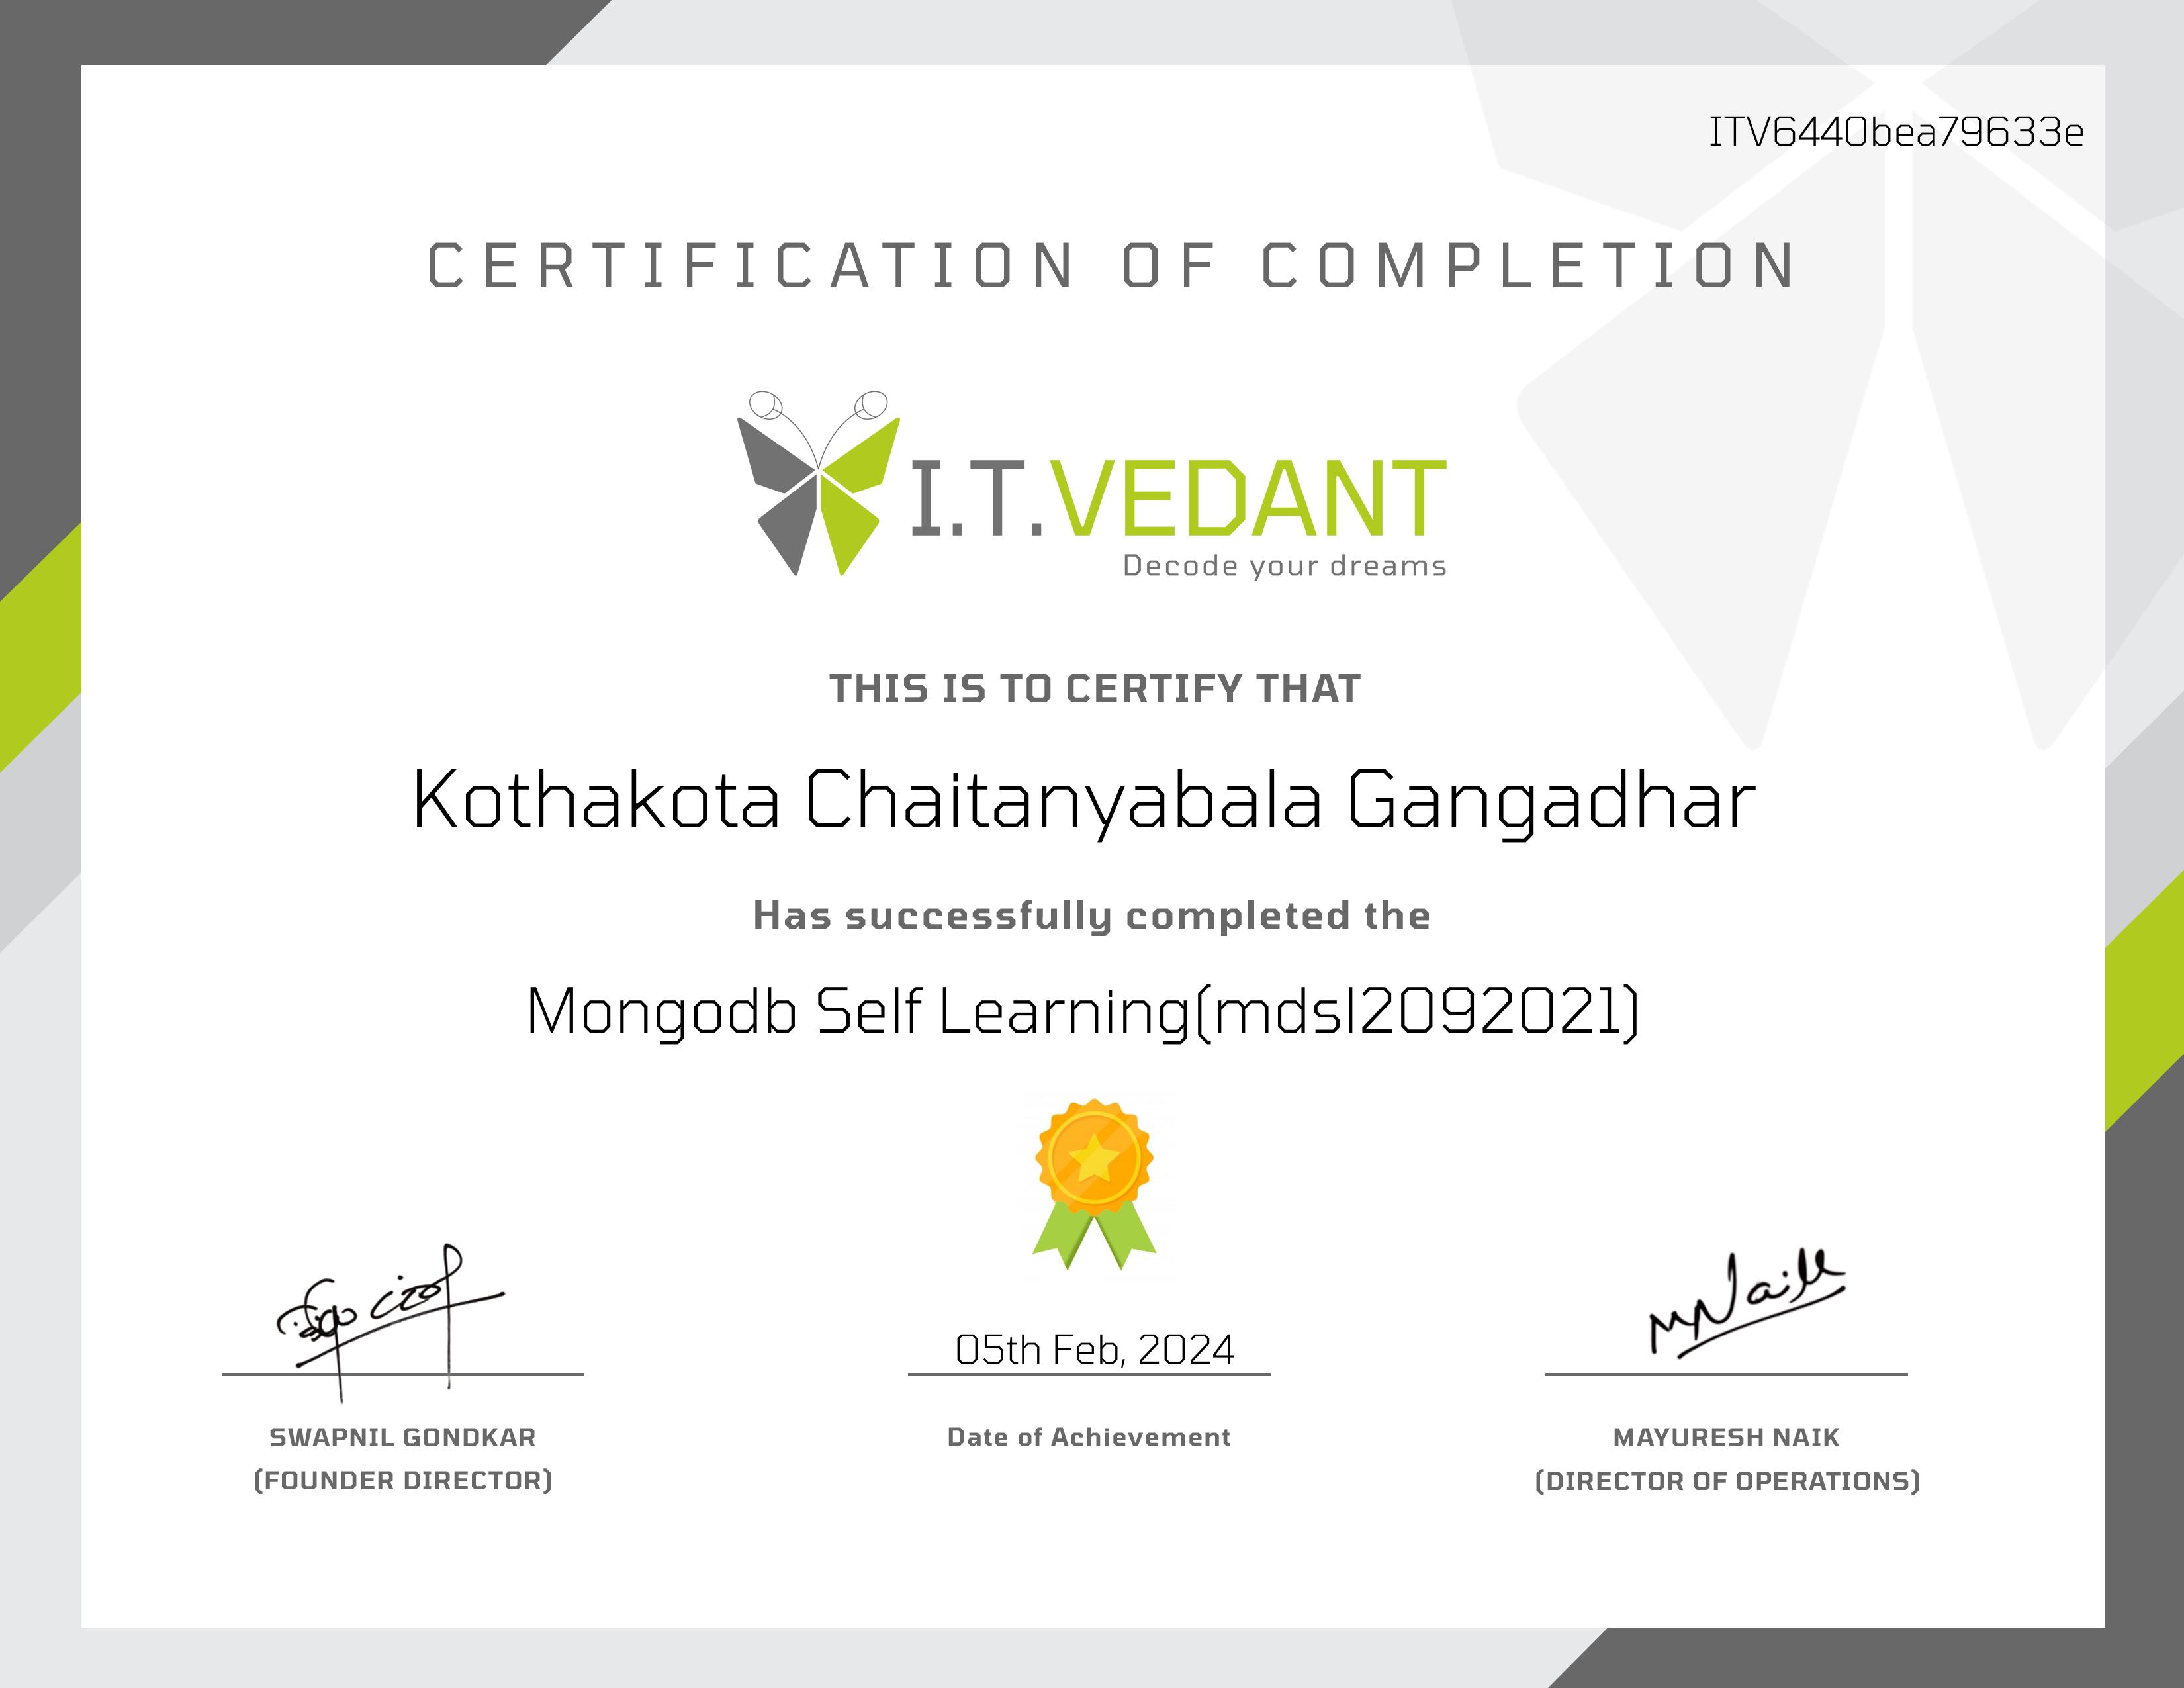 ITV6440bea79633e
CERTIFICATION OF COMPLETION
I.T.VEDANT
Decode your dreams
THIS IS TO CERTIFY THAT
Kothakota Chaitanyabala Gangadhar
Has successfully completed the
Mongodb Self Learning(mdsl2092021)
05th Feb, 2024
SWAPNIL GONDKAR
(FOUNDER DIRECTOR)
Date of Achievement
MAYURESH NAIK
(DIRECTOR OF OPERATIONS)